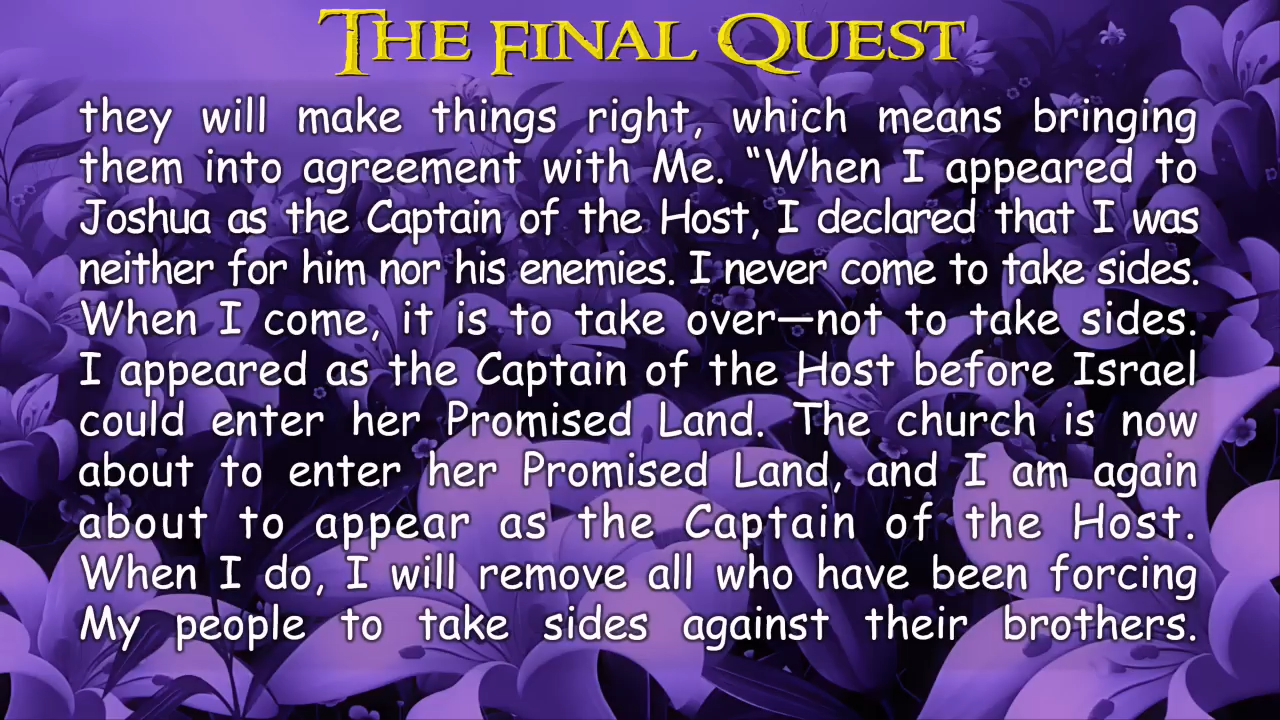 The Final Quest
they will make things right, which means bringing
them into agreement with Me. “When I appeared to
Joshua as the Captain of the Host, I declared that I was
neither for him nor his enemies. I never come to take sides.
When I come, it is to take over—not to take sides.
I appeared as the Captain of the Host before Israel
could enter her Promised Land. The church is now
about to enter her Promised Land, and I am again
about to appear as the Captain of the Host.
When I do, I will remove all who have been forcing
My people to take sides against their brothers.